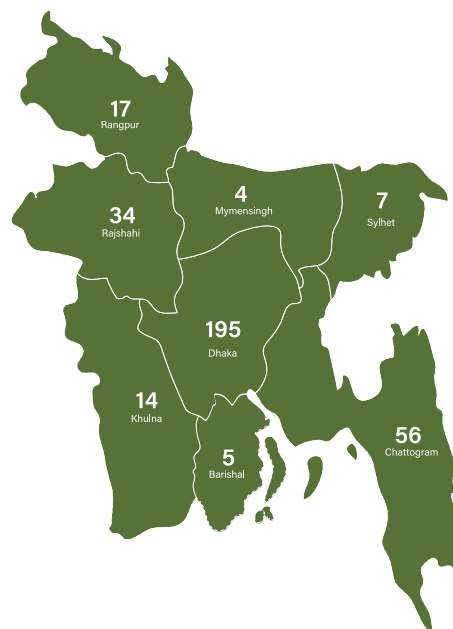 17
Rangpur
4
Mymensingh
7
Sylhet
34
Rajshahi
195
Dhaka
14
Khulna
56
Chattogram
5
Barishal